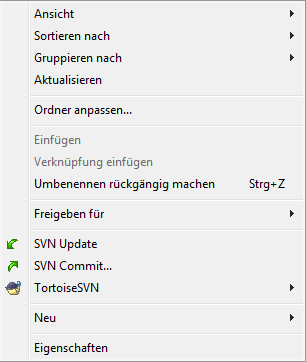 Ansicht
Sortieren nach
Gruppieren nach
Aktualisieren
Ordner anpassen...
Einfügen
Verknüpfung einfügen
Umbenennen rückgängig machen Strg+Z
Freigeben für
SVN Update
SVN Commit...
TortoiseSVN
Neu
Eigenschaften